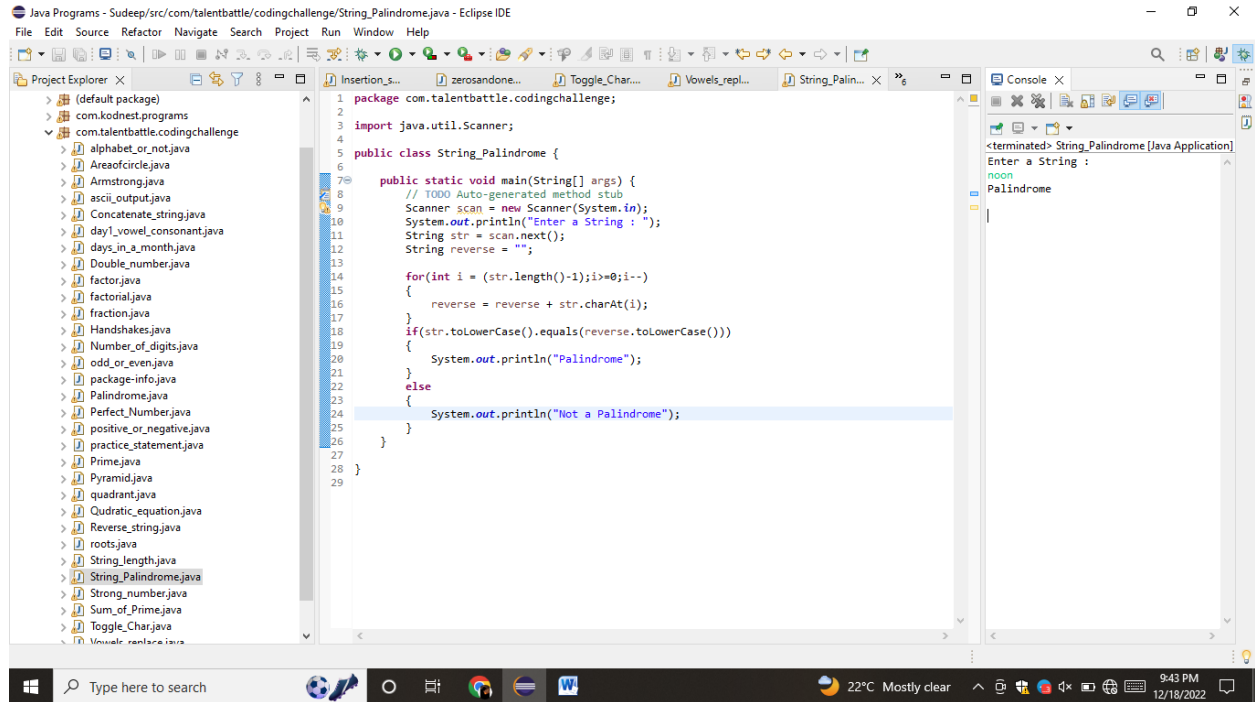 Java Programs - Sudeep/src/com/talentbattle/codingchallenge/String_Palindrome.java - Eclipse IDE
File Edit Source Refactor Navigate Search Project Run Window Help
Project Explorer
(default package)
com.kodnest.programs
com.talentbattle.codingchallenge
alphabet_or_not.java
Areaofcircle.java
Armstrong.java
ascii_output.java
Concatenate_string.java
day1_vowel_consonant.java
days_in_a_month.java
Double_number.java
factor.java
factorial.java
fraction.java
Handshakes.java
Number_of_digits.java
odd_or_even.java
package-info.java
Palindrome.java
Perfect_Number.java
positive_or_negative.java
practice_statement.java
Prime.java
Pyramid.java
quadrant.java
Qudratic_equation.java
Reverse_string.java
roots.java
String_length.java
String_Palindrome.java
Strong_number.java
Sum_of_Prime.java
Toggle_Char.java
Vowels_replace.java
Insertion_s... zerosandone... Toggle_Char.... Vowels_repl... String_Palin... »6
1 package com.talentbattle.codingchallenge;
2
3 import java.util.Scanner;
4
5 public class String_Palindrome {
6
7 public static void main(String[] args) {
8 // TODO Auto-generated method stub
9 Scanner scan = new Scanner(System.in);
10 System.out.println("Enter a String : ");
11 String str = scan.next();
12 String reverse = "";
13
14 for(int i = (str.length()-1);i>=0;i--)
15 {
16 reverse = reverse + str.charAt(i);
17 }
18 if(str.toLowerCase().equals(reverse.toLowerCase()))
19 {
20 System.out.println("Palindrome");
21 }
22 else
23 {
24 System.out.println("Not a Palindrome");
25 }
26 }
27
28 }
29
Console
<terminated> String_Palindrome [Java Application]
Enter a String :
noon
Palindrome
Type here to search
22°C Mostly clear
9:43 PM
12/18/2022